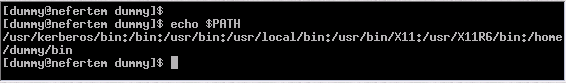 [dummy@nefertem dummy]$
[dummy@nefertem dummy]$ echo $PATH
/usr/kerberos/bin:/bin:/usr/bin:/usr/local/bin:/usr/bin/X11:/usr/X11R6/bin:/home
/dummy/bin
[dummy@nefertem dummy]$